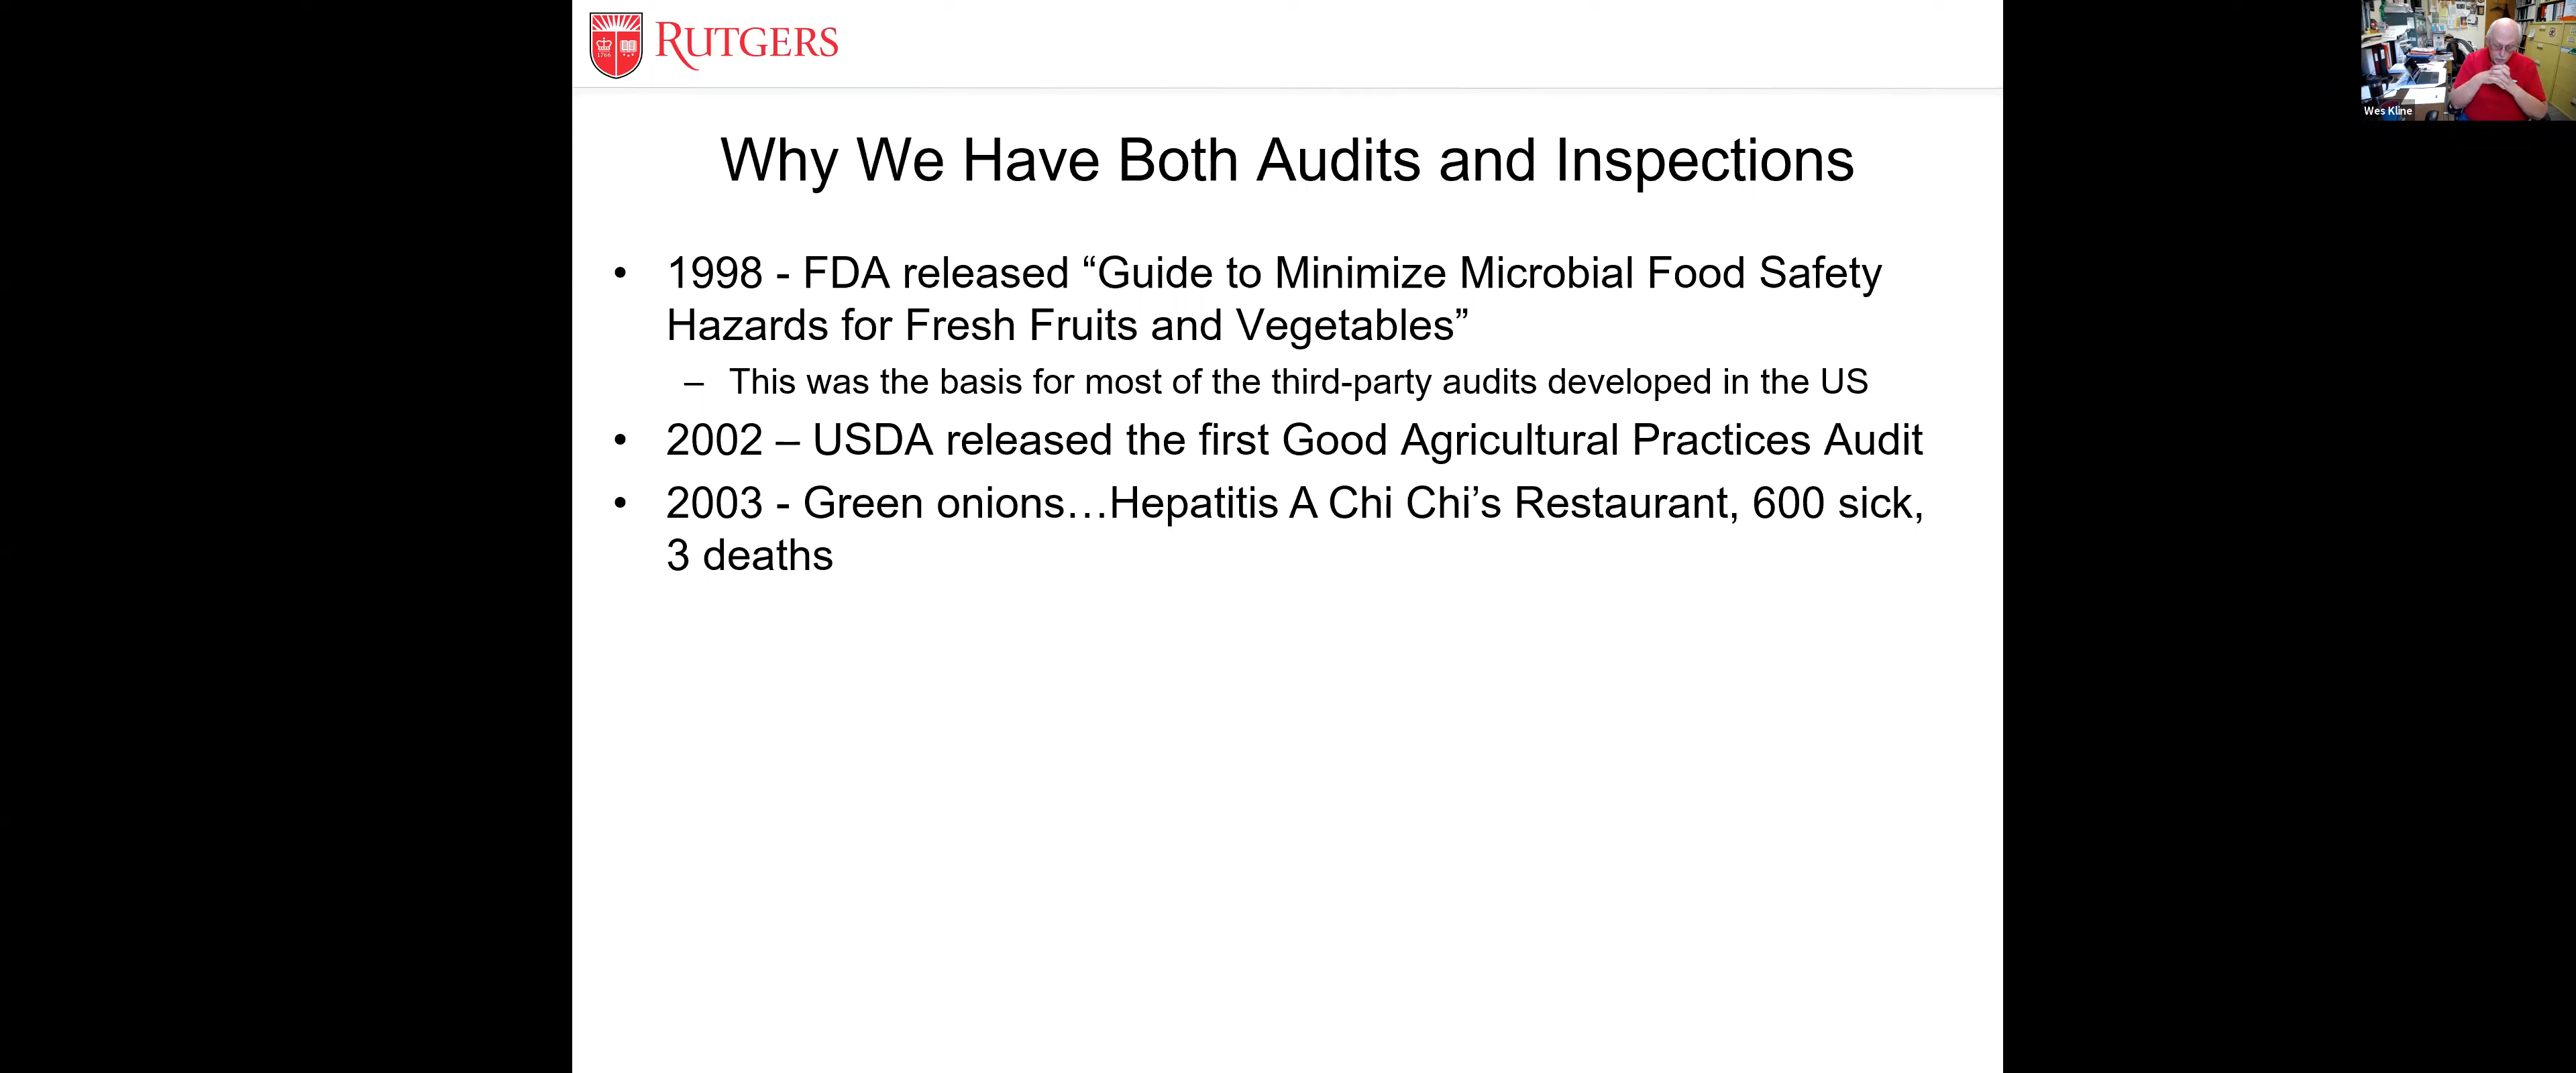 1766
RUTGERS
Wes Kline
Why We Have Both Audits and Inspections
• 1998 - FDA released “Guide to Minimize Microbial Food Safety
Hazards for Fresh Fruits and Vegetables”
– This was the basis for most of the third-party audits developed in the US
• 2002 – USDA released the first Good Agricultural Practices Audit
• 2003 - Green onions…Hepatitis A Chi Chi’s Restaurant, 600 sick,
3 deaths